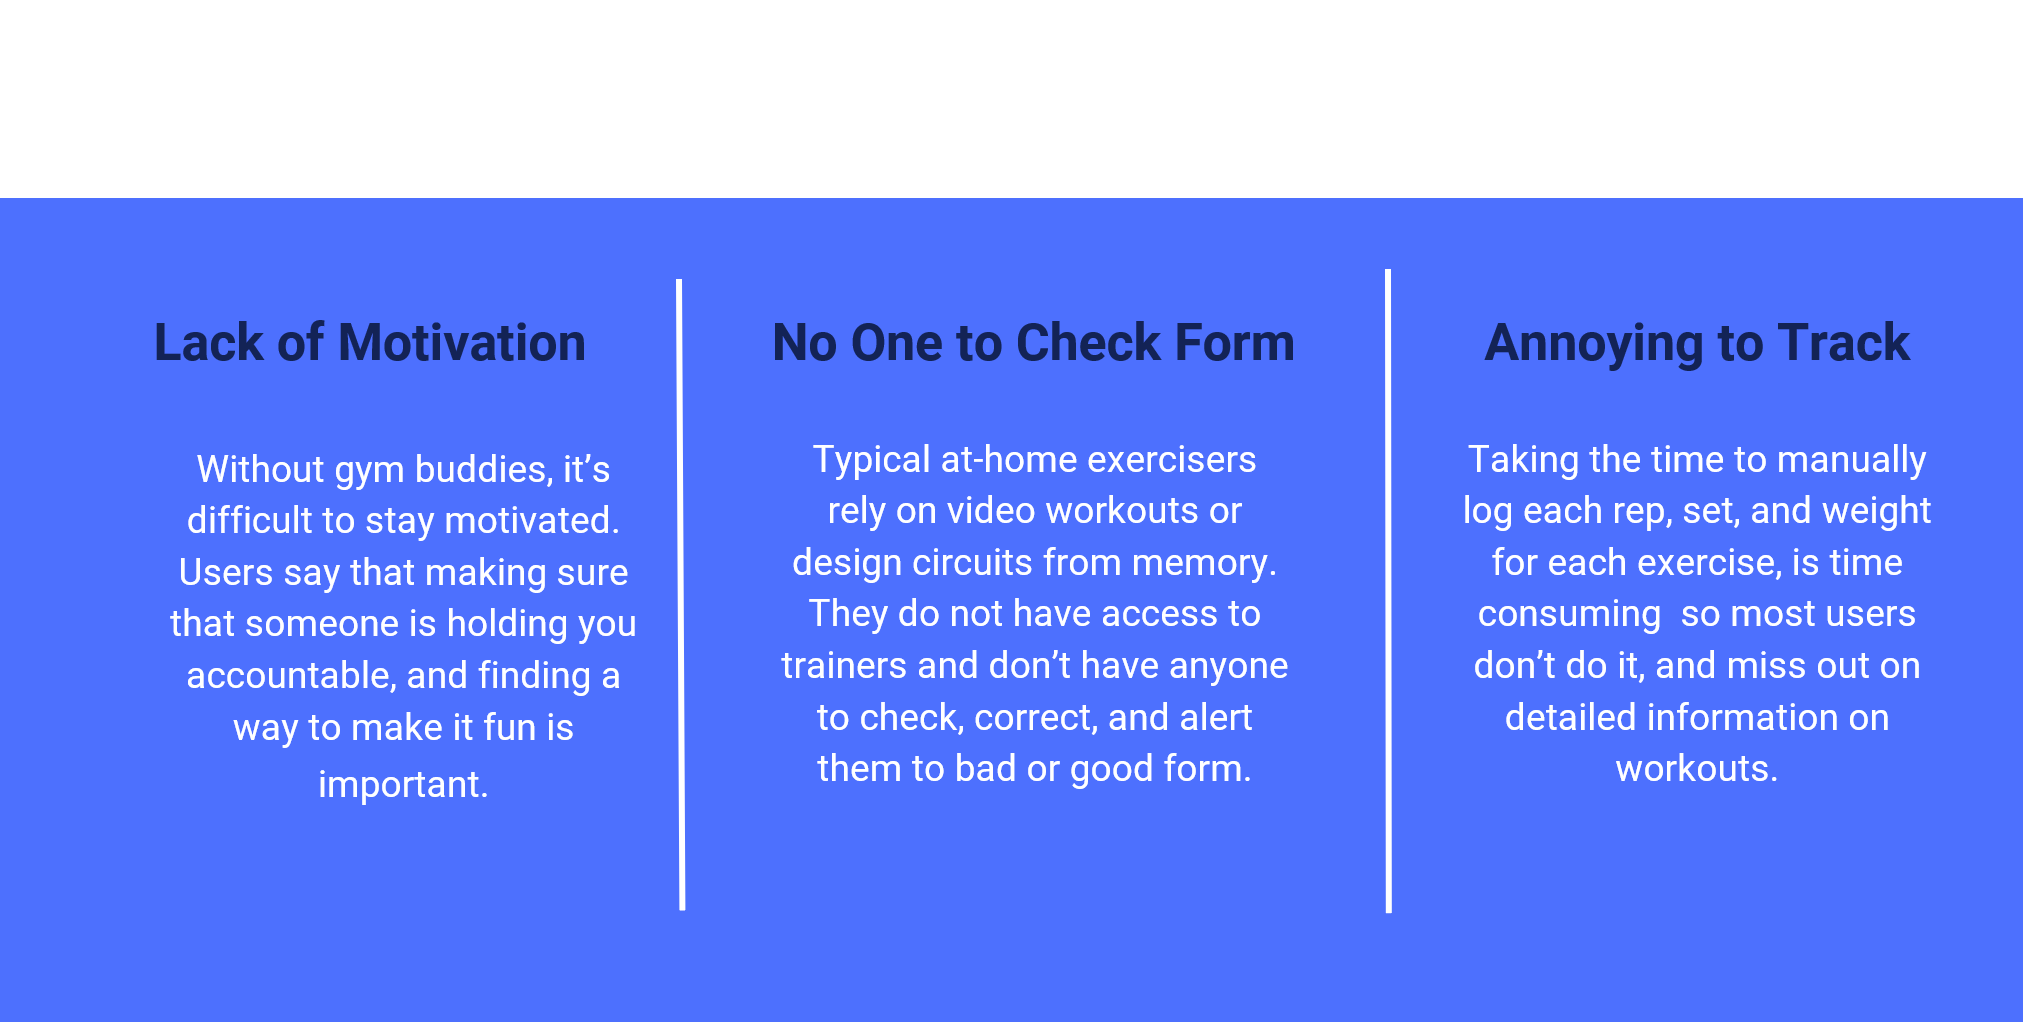 Lack of Motivation
Without gym buddies, it’s
difficult to stay motivated.
Users say that making sure
that someone is holding you
accountable, and finding a
way to make it fun is
important.
No One to Check Form
Typical at-home exercisers
rely on video workouts or
design circuits from memory.
They do not have access to
trainers and don’t have anyone
to check, correct, and alert
them to bad or good form.
Annoying to Track
Taking the time to manually
log each rep, set, and weight
for each exercise, is time
consuming  so most users
don’t do it, and miss out on
detailed information on
workouts.